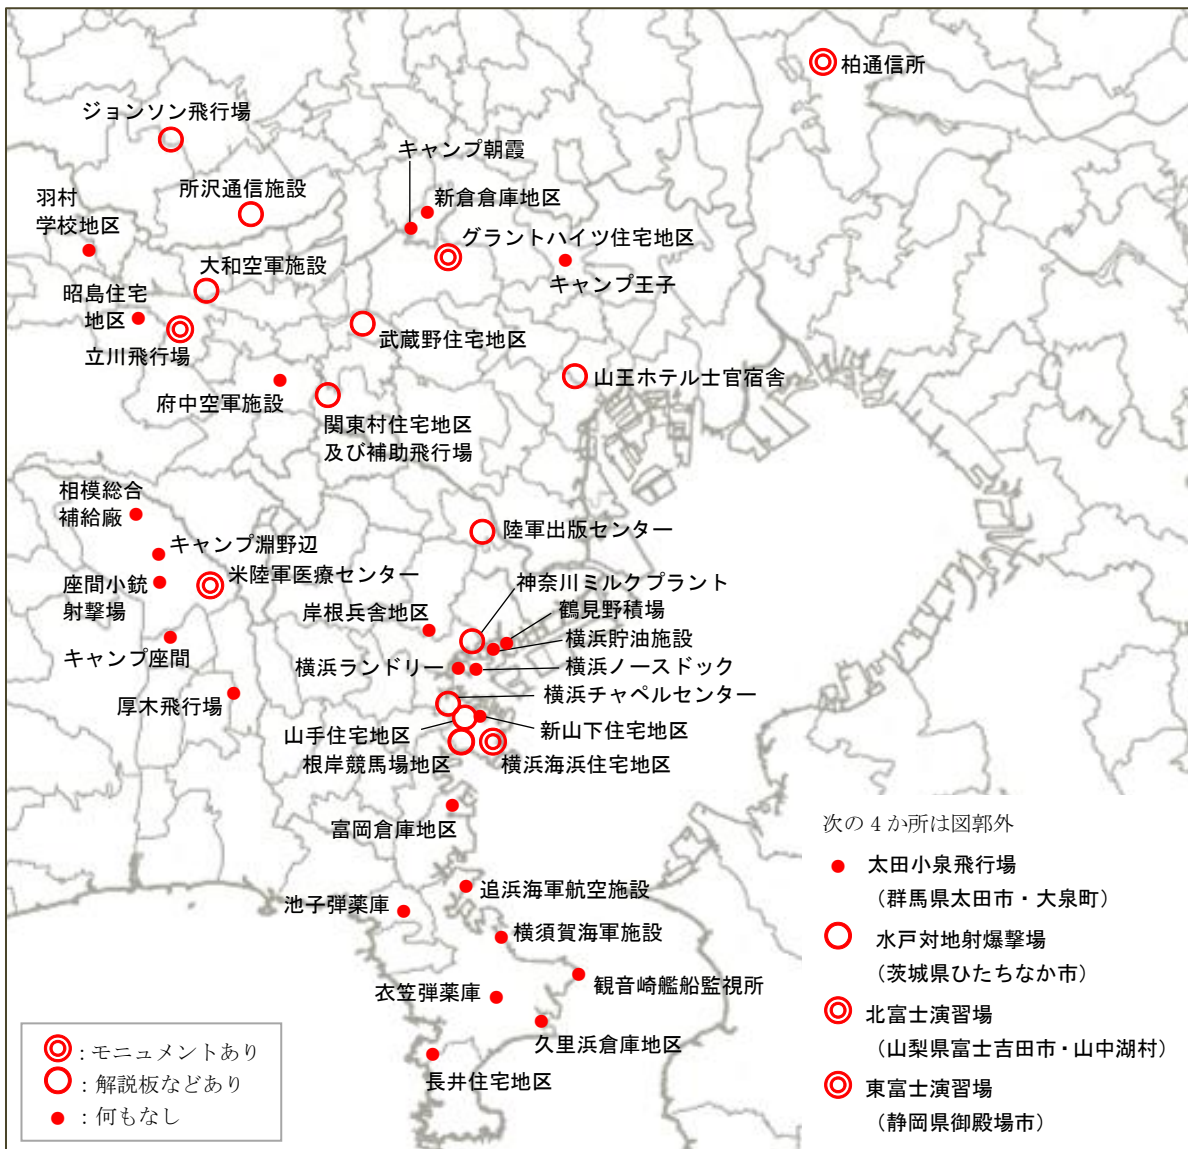 柏通信所
ジョンソン飛行場
キャンプ朝霞
所沢通信施設
新倉倉庫地区
羽村
学校地区
グラントハイツ住宅地区
大和空軍施設
キャンプ王子
昭島住宅
地区
武蔵野住宅地区
立川飛行場
山王ホテル士官宿舎
府中空軍施設
関東村住宅地区
及び補助飛行場
相模総合
補給廠
陸軍出版センター
キャンプ淵野辺
米陸軍医療センター
座間小銃
射撃場
神奈川ミルクプラント
岸根兵舎地区
鶴見野積場
横浜貯油施設
キャンプ座間
横浜ランドリー
横浜ノースドック
横浜チャペルセンター
厚木飛行場
山手住宅地区
新山下住宅地区
根岸競馬場地区
横浜海浜住宅地区
富岡倉庫地区
追浜海軍航空施設
池子弾薬庫
横須賀海軍施設
観音崎艦船監視所
衣笠弾薬庫
久里浜倉庫地区
長井住宅地区
：モニュメントあり
：解説板などあり
：何もなし
次の４か所は図郭外
太田小泉飛行場
（群馬県太田市・大泉町）
水戸対地射爆撃場
（茨城県ひたちなか市）
北富士演習場
（山梨県富士吉田市・山中湖村）
東富士演習場
（静岡県御殿場市）